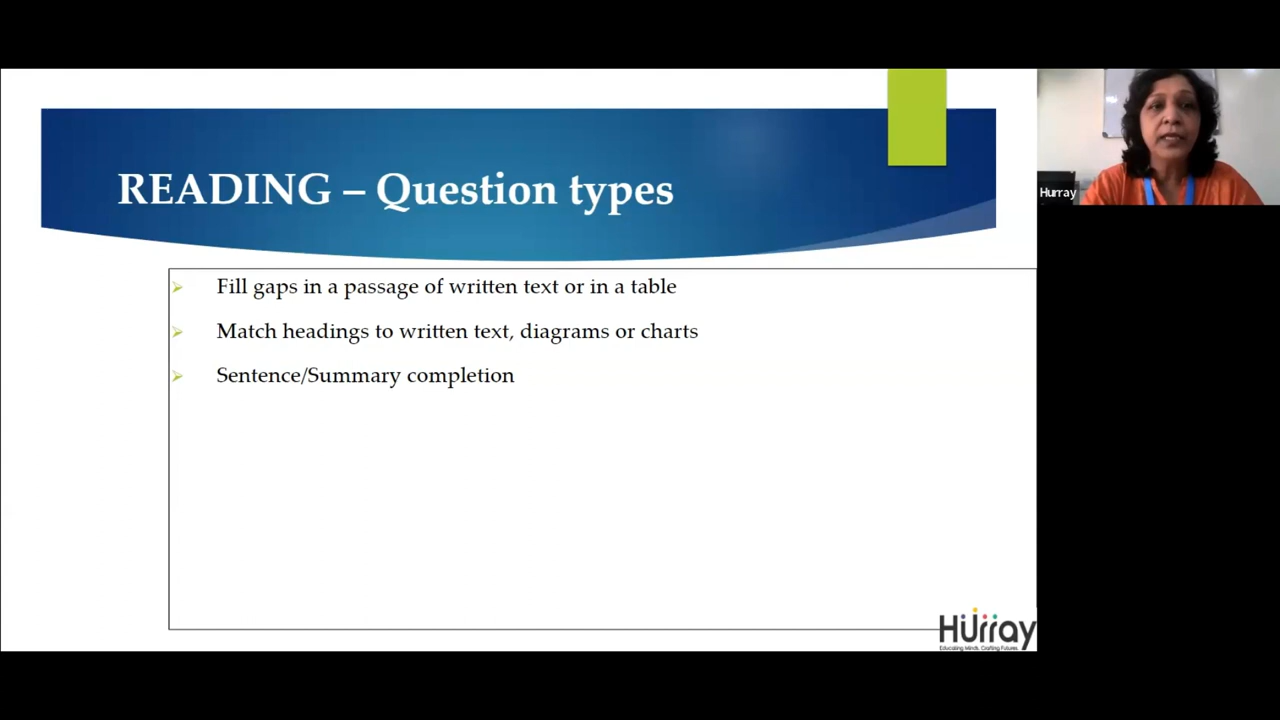 READING – Question types
Fill gaps in a passage of written text or in a table
Match headings to written text, diagrams or charts
Sentence/Summary completion
Hurray
Hurray
Educating Minds. Crafting Futures.